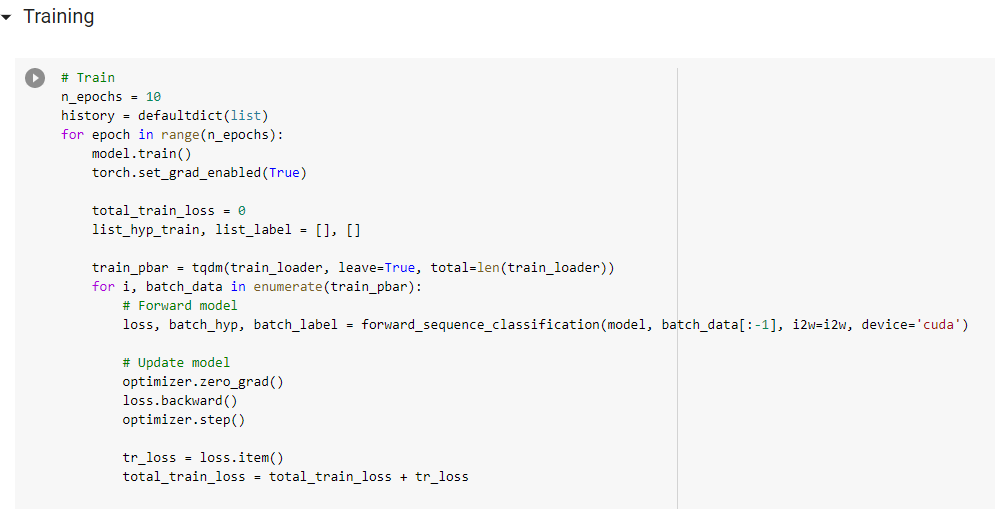 Training
# Train
n_epochs = 10
history = defaultdict(list)
for epoch in range(n_epochs):
    model.train()
    torch.set_grad_enabled(True)
    total_train_loss = 0
    list_hyp_train, list_label = [], []
    train_pbar = tqdm(train_loader, leave=True, total=len(train_loader))
    for i, batch_data in enumerate(train_pbar):
        # Forward model
        loss, batch_hyp, batch_label = forward_sequence_classification(model, batch_data[:-1], i2w=i2w, device='cuda')
        # Update model
        optimizer.zero_grad()
        loss.backward()
        optimizer.step()
        tr_loss = loss.item()
        total_train_loss = total_train_loss + tr_loss